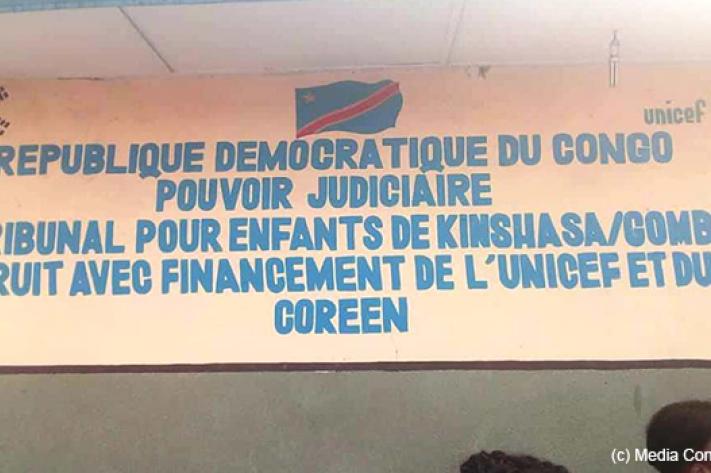 unicef
REPUBLIQUE DEMOCRATIQUE DU CONGO
POUVOIR JUDICIAIRE
RIBUNAL POUR ENFANTS DE KINSHASA/GOMB
RUIT AVEC FINANCEMENT DE L'UNICEF ET DU
COREEN
(c) Media Con